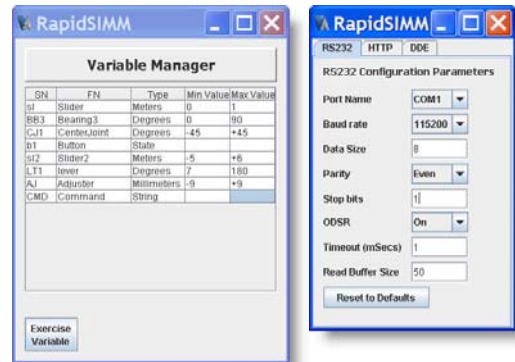 RapidSIMM
Variable Manager
SN FN Type Min Value Max Value
sl Slider Meters 0 1
BB3 Bearing3 Degrees 0 90
CJ1 CenterJoint Degrees -45 +45
b1 Button State
sl2 Slider2 Meters -5 +6
LT1 lever Degrees 7 180
AJ Adjuster Millimeters -9 +9
CMD Command String
Exercise
Variable
RapidSIMM
RS232 HTTP DDE
RS232 Configuration Parameters
Port Name COM1
Baud rate 115200
Data Size 8
Parity Even
Stop bits 1
ODSR On
Timeout (mSecs) 1
Read Buffer Size 50
Reset to Defaults